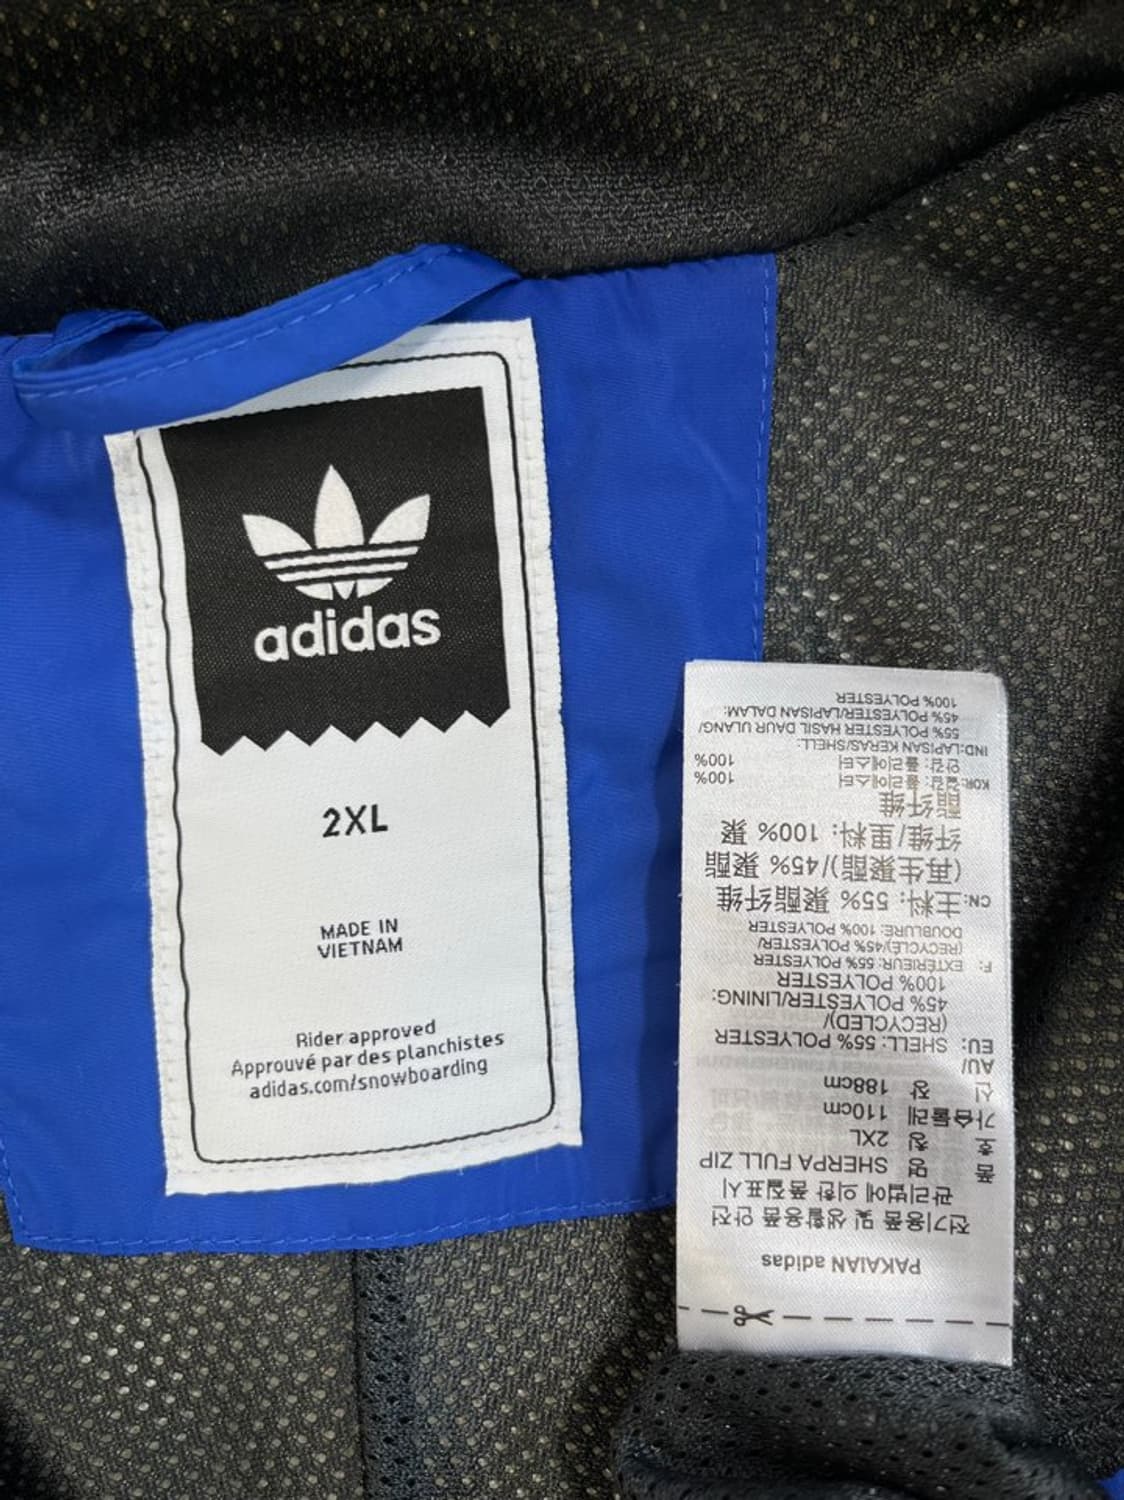 adidas
2XL
MADE IN
VIETNAM
Rider approved
Approuvé par des planchistes
adidas.com/snowboarding
PAKAIAN adidas
전기용품 및 생활용품 안전
관리법에 의한 품질표시
품 명 SHERPA FULL ZIP
호 칭 2XL
가슴둘레 110cm
신 장 188cm
AU/
EU: SHELL: 55% POLYESTER
(RECYCLED)/
45% POLYESTER/LINING:
100% POLYESTER
F: EXTÉRIEUR: 55% POLYESTER
(RECYCLE)/45% POLYESTER/
DOUBLURE: 100% POLYESTER
CN: 主料: 55% 聚酯纤维
(再生聚酯)/45% 聚酯
纤维/里料: 100% 聚
酯纤维
KOR: 겉감: 폴리에스터 100%
안감: 폴리에스터 100%
IND:LAPISAN KERAS/SHELL:
55% POLYESTER HASIL DAUR ULANG/
45% POLYESTER/LAPISAN DALAM:
100% POLYESTER